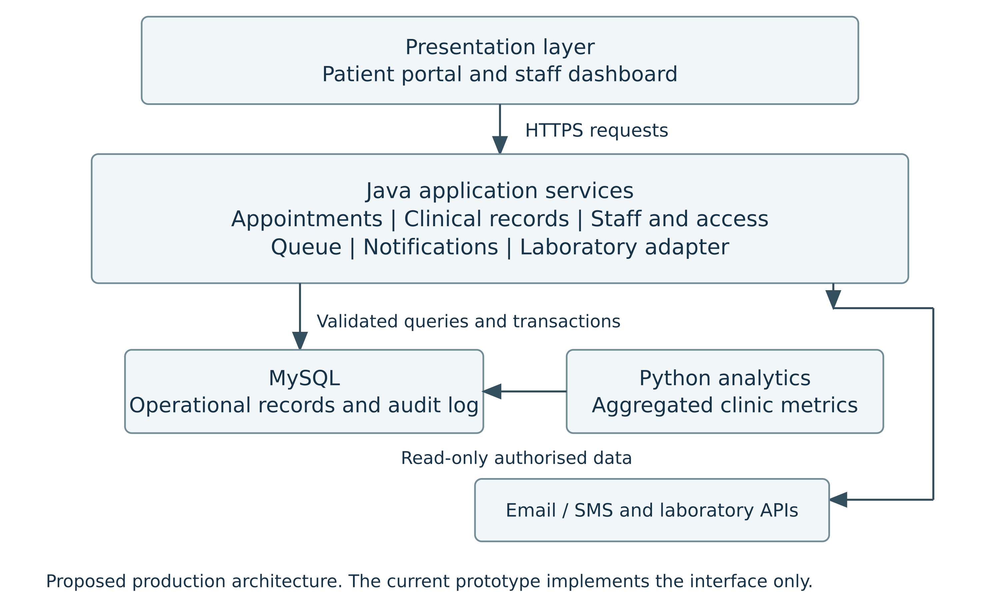 Presentation layer
Patient portal and staff dashboard
HTTPS requests
Java application services
Appointments | Clinical records | Staff and access
Queue | Notifications | Laboratory adapter
Validated queries and transactions
MySQL
Operational records and audit log
Python analytics
Aggregated clinic metrics
Read-only authorised data
Email / SMS and laboratory APIs
Proposed production architecture. The current prototype implements the interface only.